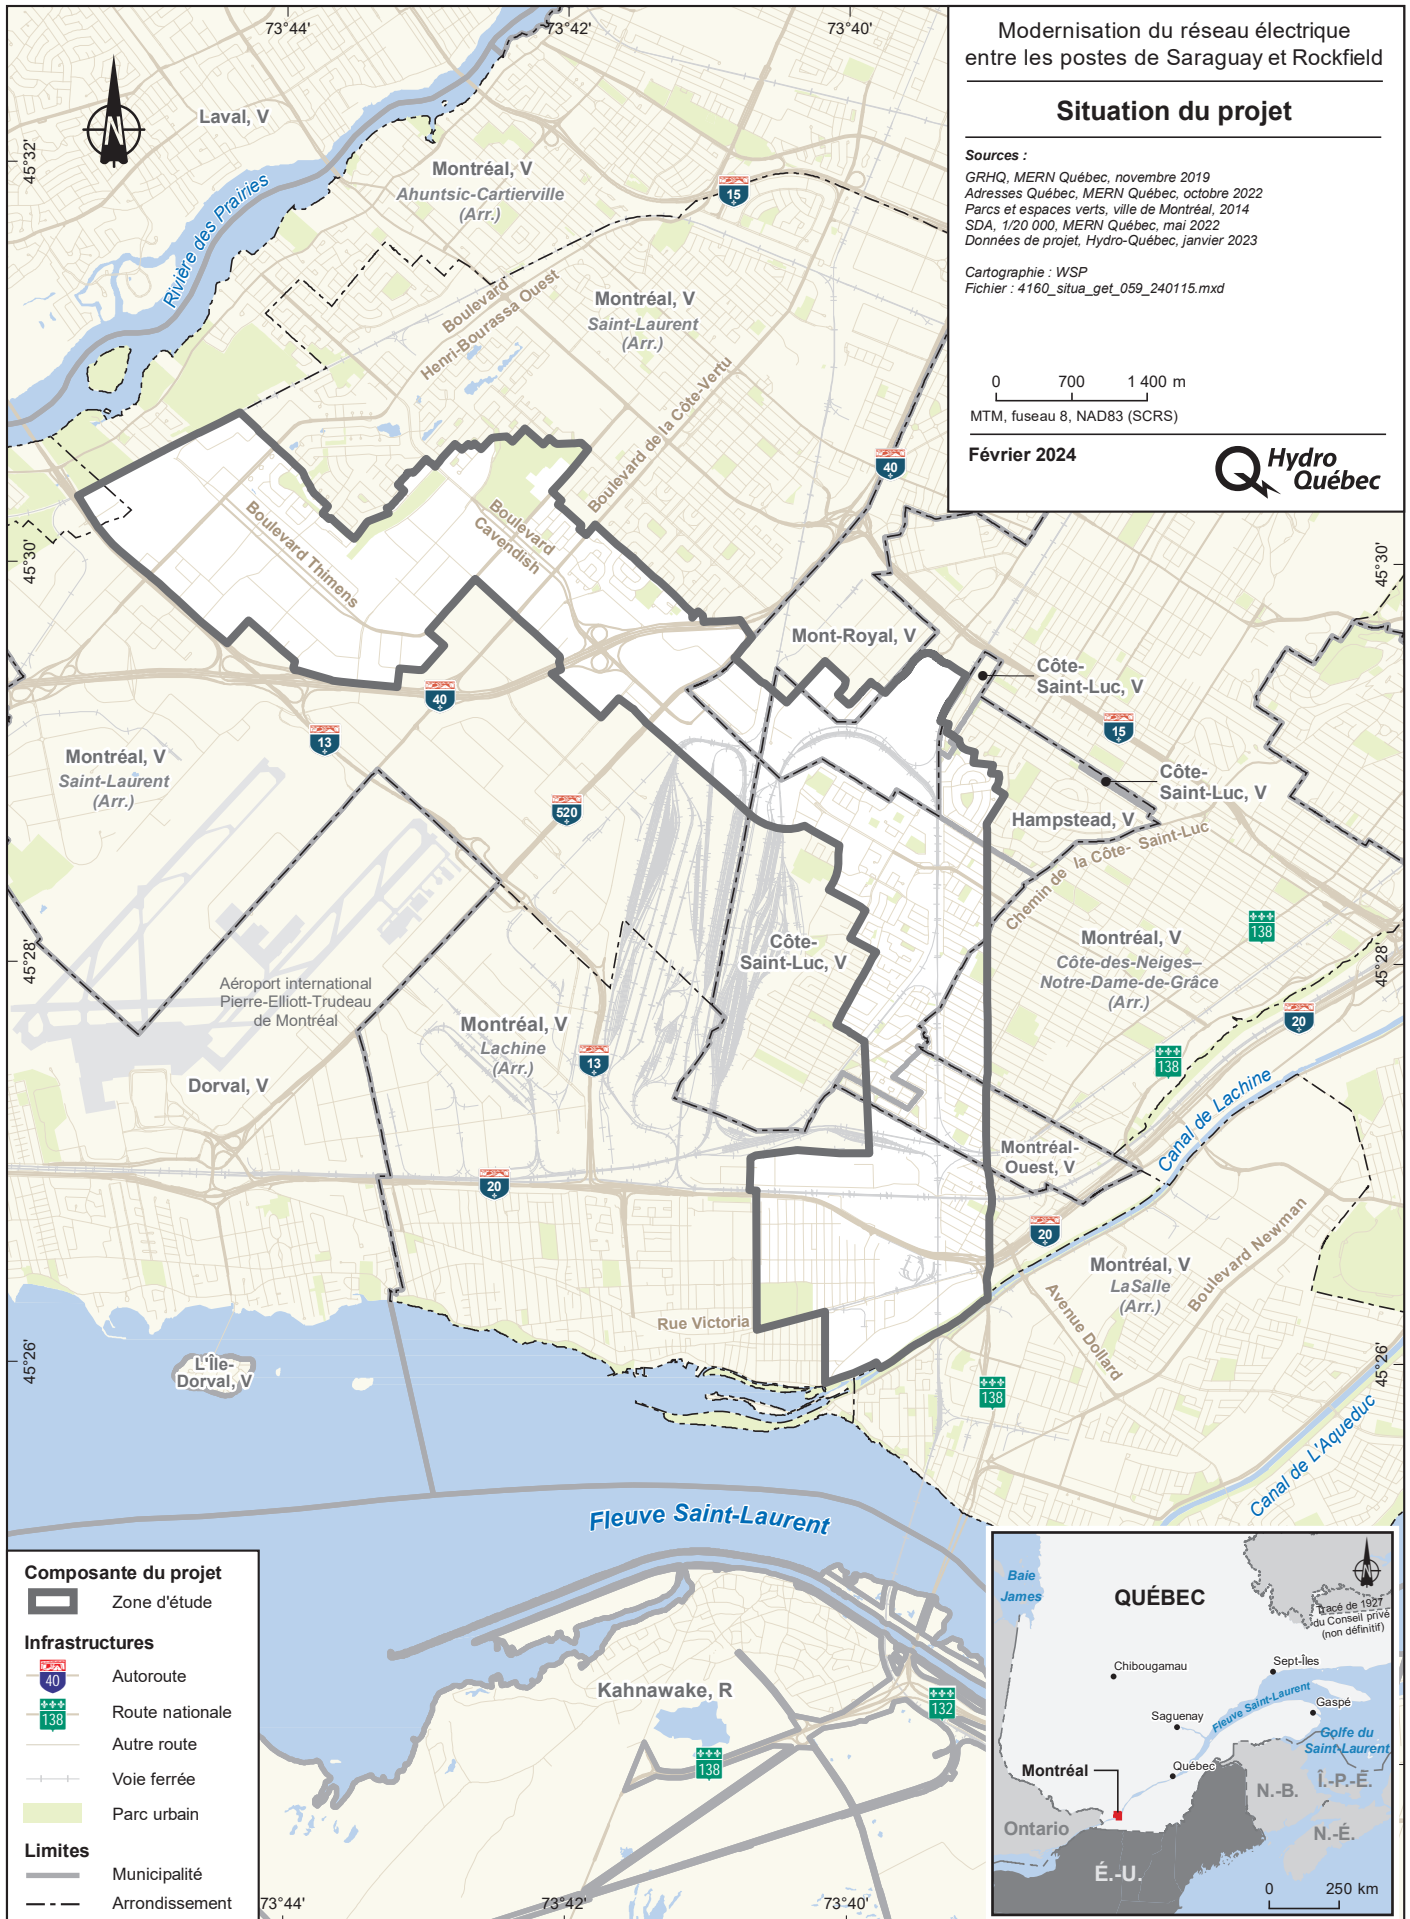 73°44'
73°42'
73°40'
Modernisation du réseau électrique
entre les postes de Saraguay et Rockfield
Situation du projet
Sources :
GRHQ, MERN Québec, novembre 2019
Adresses Québec, MERN Québec, octobre 2022
Parcs et espaces verts, ville de Montréal, 2014
SDA, 1/20 000, MERN Québec, mai 2022
Données de projet, Hydro-Québec, janvier 2023
Cartographie : WSP
Fichier : 4160_situa_get_059_240115.mxd
0 700 1 400 m
MTM, fuseau 8, NAD83 (SCRS)
Février 2024
Hydro
Québec
N
Laval, V
45°32'
Rivière des Prairies
Montréal, V
Ahuntsic-Cartierville
(Arr.)
15
Boulevard
Henri-Bourassa Ouest
Montréal, V
Saint-Laurent
(Arr.)
Boulevard de la Côte-Vertu
40
Boulevard Thimens
Boulevard
Cavendish
45°30'
45°30'
Mont-Royal, V
Côte-
Saint-Luc, V
40
13
15
Montréal, V
Saint-Laurent
(Arr.)
520
Côte-
Saint-Luc, V
Hampstead, V
Chemin de la Côte- Saint-Luc
138
45°28'
45°28'
Côte-
Saint-Luc, V
Montréal, V
Côte-des-Neiges–
Notre-Dame-de-Grâce
(Arr.)
Aéroport international
Pierre-Elliott-Trudeau
de Montréal
Montréal, V
Lachine
(Arr.)
13
20
138
Dorval, V
Canal de Lachine
Montréal-
Ouest, V
20
20
Montréal, V
LaSalle
(Arr.)
Boulevard Newman
Avenue Dollard
Rue Victoria
45°26'
45°26'
L'Île-
Dorval, V
138
Canal de L'Aqueduc
Fleuve Saint-Laurent
Kahnawake, R
132
138
Composante du projet
Zone d'étude
Infrastructures
40
Autoroute
138
Route nationale
Autre route
Voie ferrée
Parc urbain
Limites
Municipalité
Arrondissement
73°44'
73°42'
73°40'
Baie
James
QUÉBEC
N
Tracé de 1927
du Conseil privé
(non définitif)
Chibougamau
Sept-Îles
Fleuve Saint-Laurent
Gaspé
Saguenay
Golfe du
Saint-Laurent
Québec
Montréal
N.-B.
Î.-P.-É.
Ontario
N.-É.
É.-U.
0 250 km